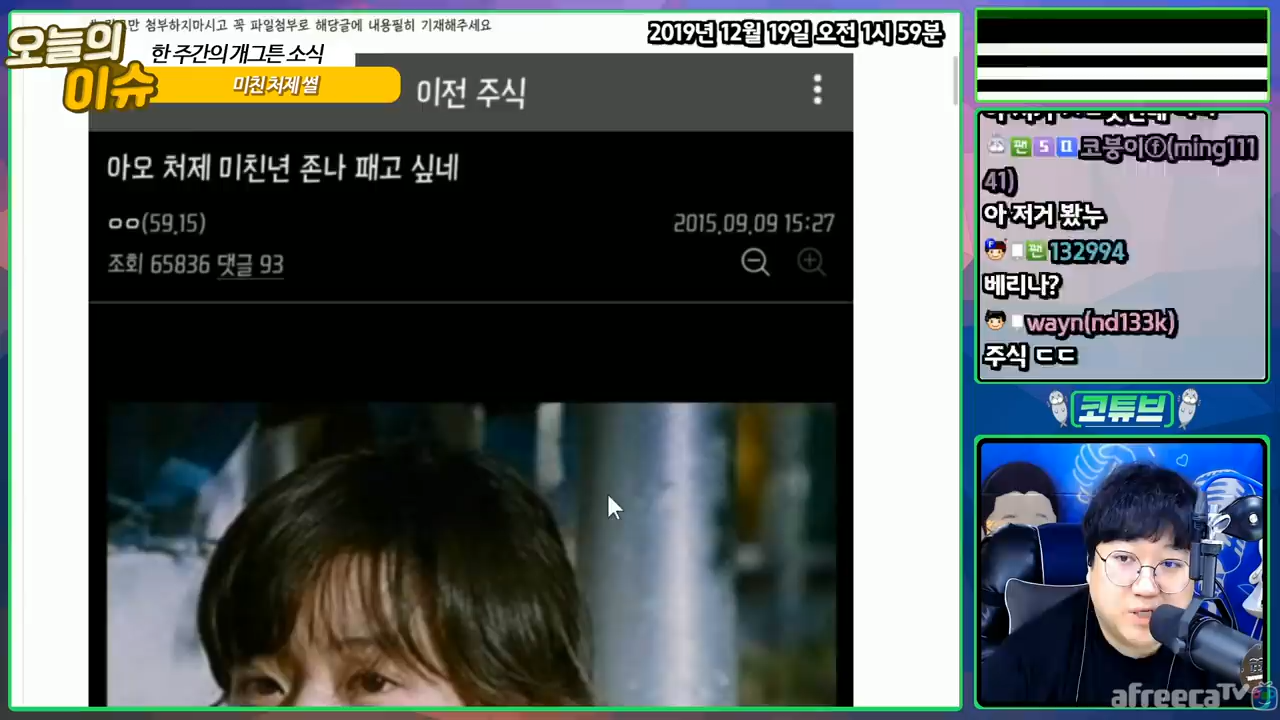 만 첨부하지마시고 꼭 파일첨부로 해당글에 내용필히 기재해주세요
2019년 12월 19일 오전 1시 59분
오늘의
이슈
한 주간의 개그튼 소식
미친 처제 썰
이전 주식
아오 처제 미친년 존나 패고 싶네
ㅇㅇ(59.15)
2015.09.09 15:27
조회 65836 댓글 93
팬 5 코붕이ⓕ(ming111
41)
아 저거 봤누
팬 132994
베리나?
wayn(nd133k)
주식 ㄷㄷ
코튜브
afreecaTV